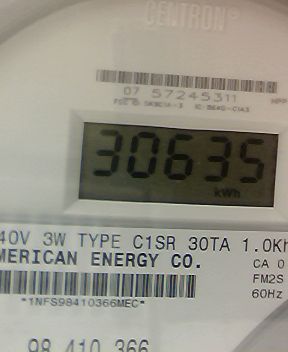 CENTRON®
07 57245311
30635
kWh
40V 3W TYPE C1SR 30TA 1.0Kh
MERICAN ENERGY CO.
CA 0
FM2S
60Hz
*1NFS98410366MEC*
98 410 366